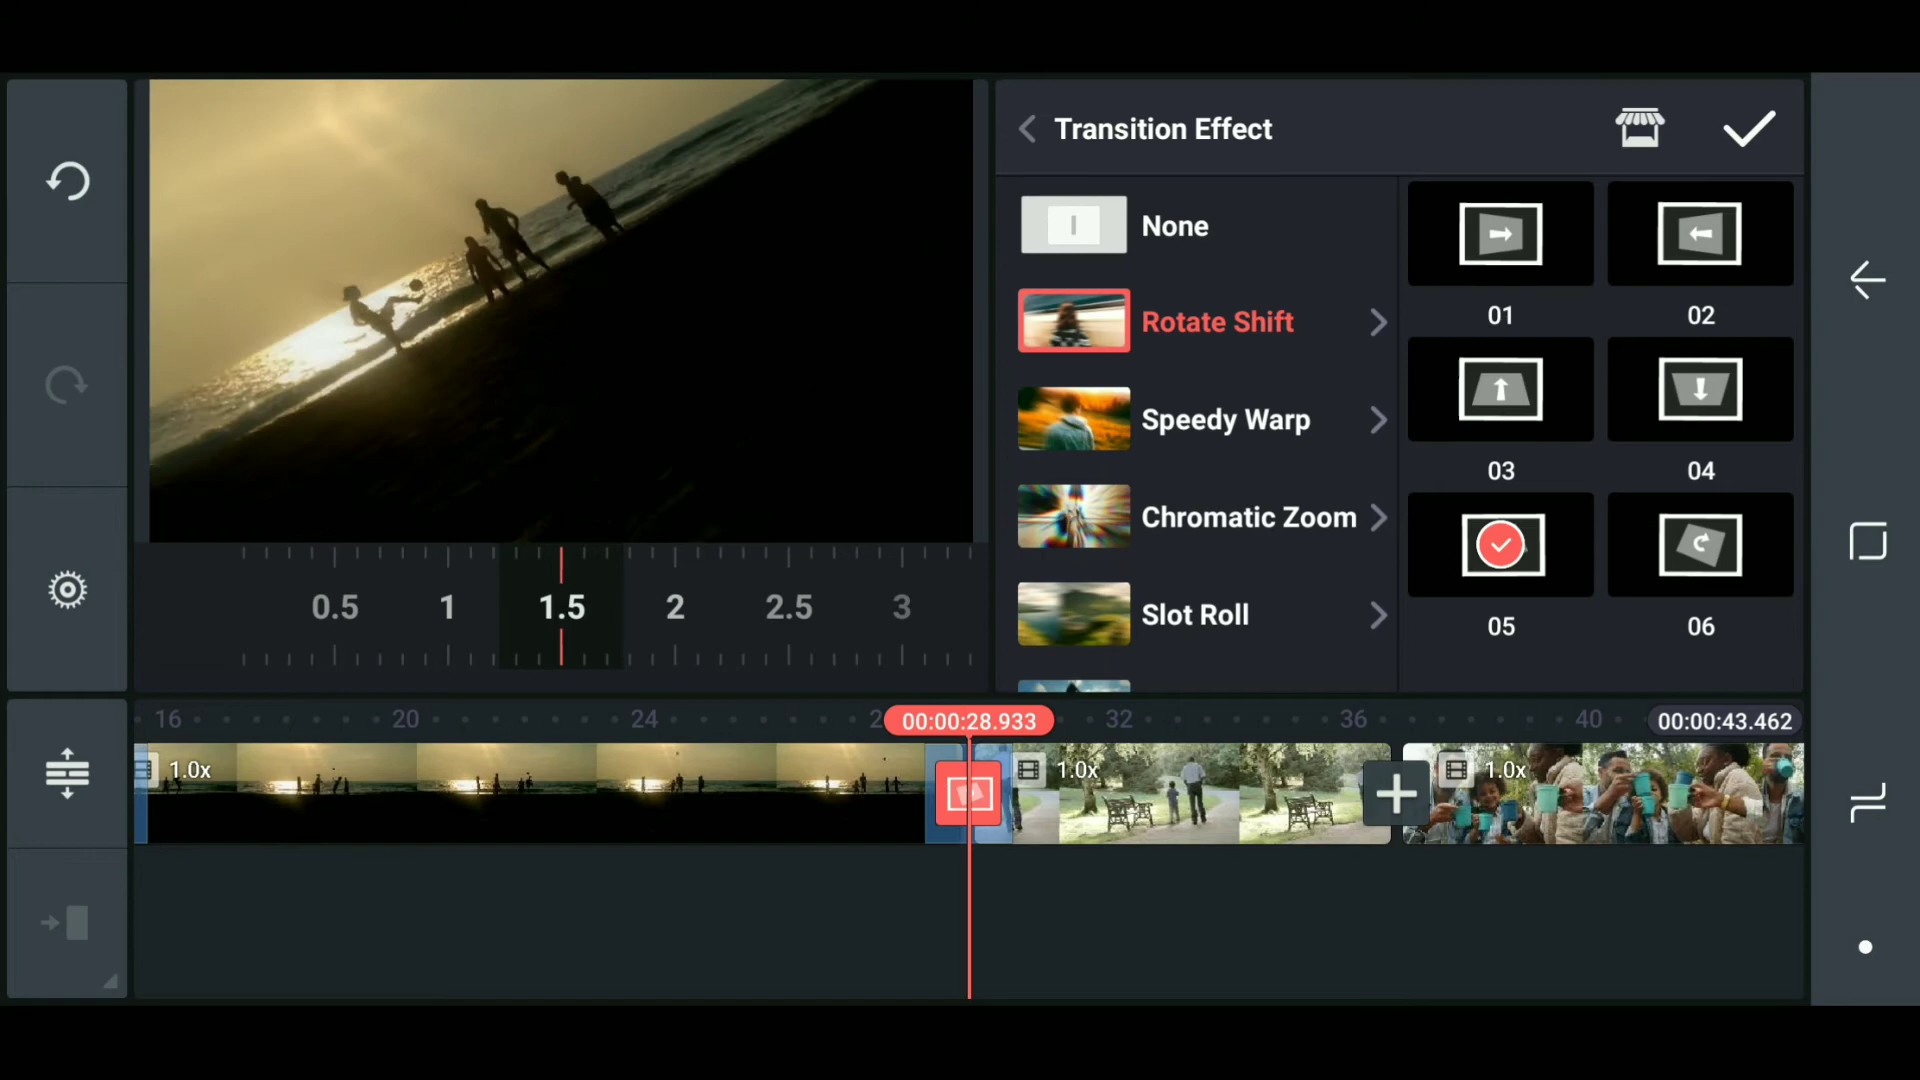 Transition Effect
None
Rotate Shift
Speedy Warp
Chromatic Zoom
Slot Roll
01
02
03
04
05
06
0.5
1
1.5
2
2.5
3
16
20
24
2
00:00:28.933
32
36
40
00:00:43.462
1.0x
1.0x
1.0x